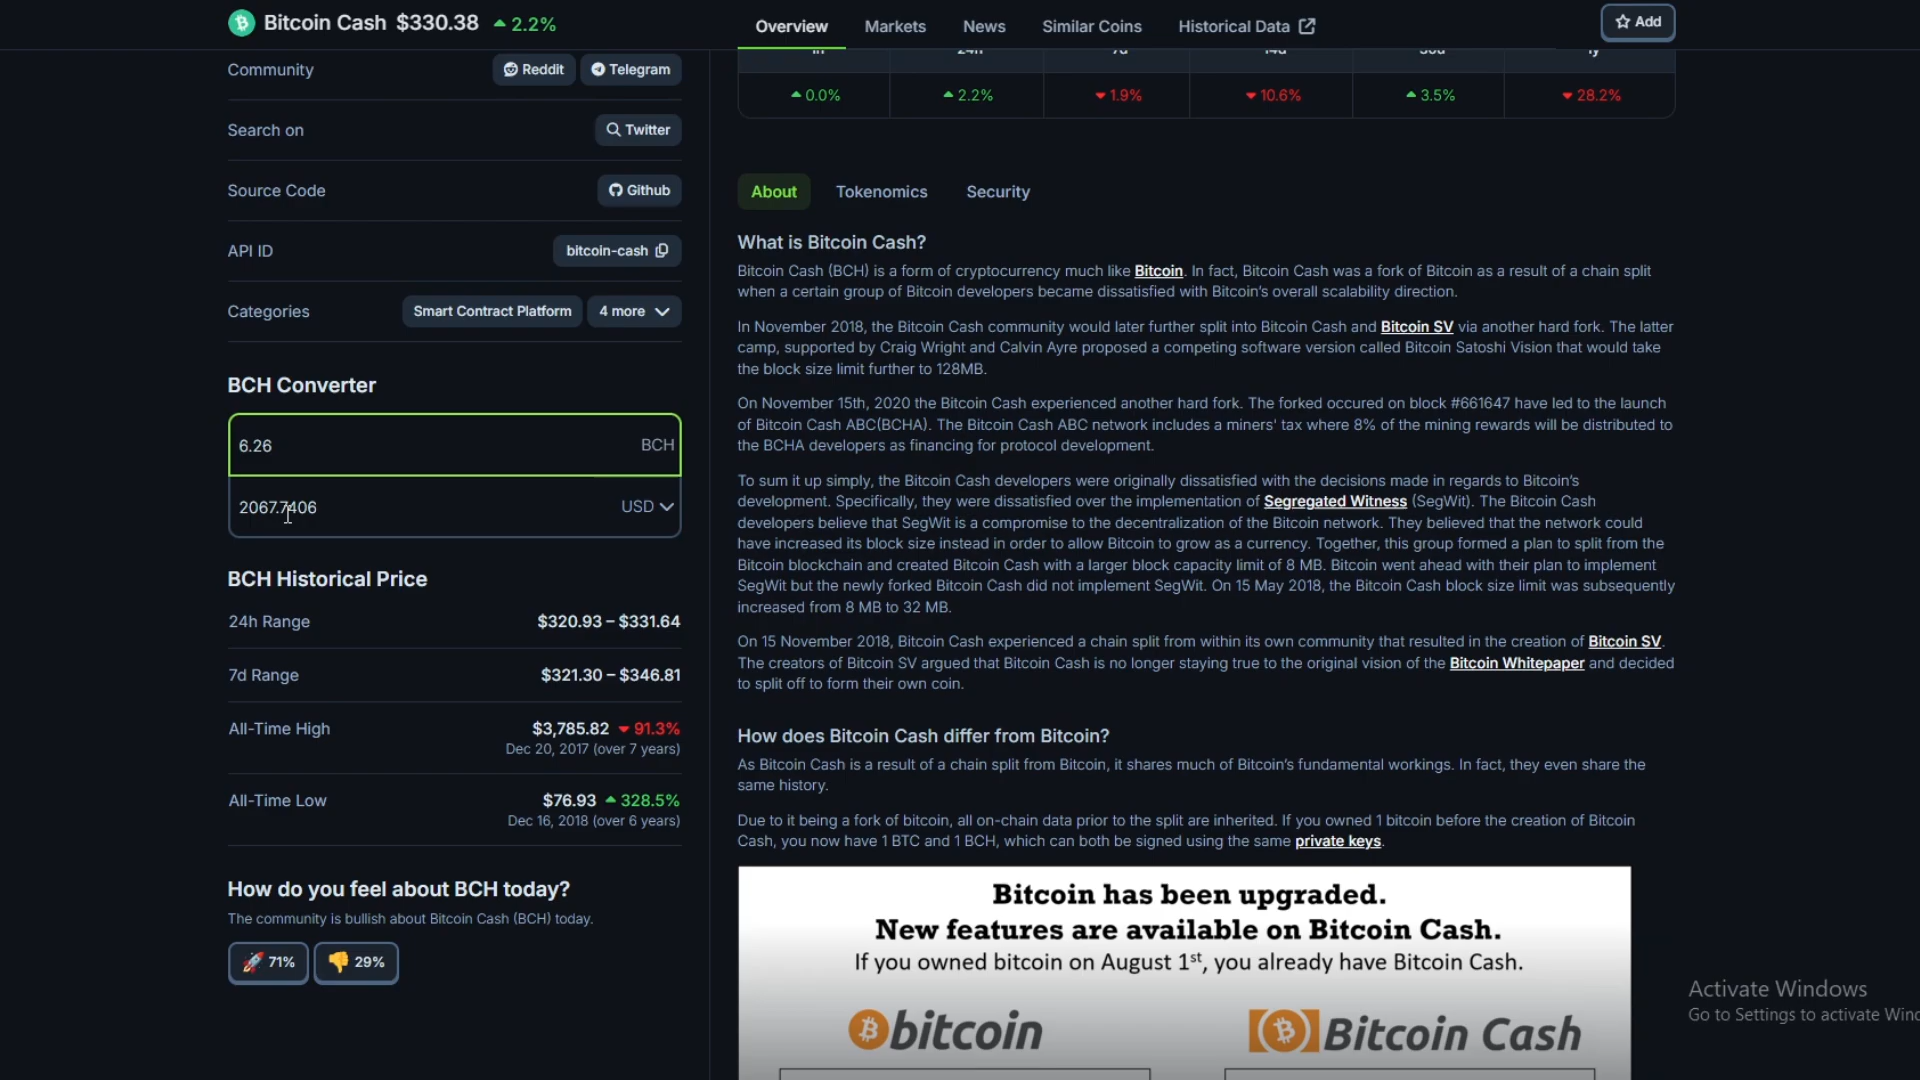 Bitcoin Cash $330.38 2.2%
Overview
Markets
News
Similar Coins
Historical Data
Add
Community
Reddit
Telegram
Search on
Twitter
Source Code
Github
API ID
bitcoin-cash
Categories
Smart Contract Platform
4 more
BCH Converter
6.26
BCH
2067.7406
USD
BCH Historical Price
24h Range
$320.93 – $331.64
7d Range
$321.30 – $346.81
All-Time High
$3,785.82 91.3%
Dec 20, 2017 (over 7 years)
All-Time Low
$76.93 328.5%
Dec 16, 2018 (over 6 years)
How do you feel about BCH today?
The community is bullish about Bitcoin Cash (BCH) today.
71%
29%
1h 24h 7d 14d 30d 1y
0.0% 2.2% 1.9% 10.6% 3.5% 28.2%
About
Tokenomics
Security
What is Bitcoin Cash?
Bitcoin Cash (BCH) is a form of cryptocurrency much like Bitcoin. In fact, Bitcoin Cash was a fork of Bitcoin as a result of a chain split
when a certain group of Bitcoin developers became dissatisfied with Bitcoin's overall scalability direction.
In November 2018, the Bitcoin Cash community would later further split into Bitcoin Cash and Bitcoin SV via another hard fork. The latter
camp, supported by Craig Wright and Calvin Ayre proposed a competing software version called Bitcoin Satoshi Vision that would take
the block size limit further to 128MB.
On November 15th, 2020 the Bitcoin Cash experienced another hard fork. The forked occured on block #661647 have led to the launch
of Bitcoin Cash ABC(BCHA). The Bitcoin Cash ABC network includes a miners' tax where 8% of the mining rewards will be distributed to
the BCHA developers as financing for protocol development.
To sum it up simply, the Bitcoin Cash developers were originally dissatisfied with the decisions made in regards to Bitcoin's
development. Specifically, they were dissatisfied over the implementation of Segregated Witness (SegWit). The Bitcoin Cash
developers believe that SegWit is a compromise to the decentralization of the Bitcoin network. They believed that the network could
have increased its block size instead in order to allow Bitcoin to grow as a currency. Together, this group formed a plan to split from the
Bitcoin blockchain and created Bitcoin Cash with a larger block capacity limit of 8 MB. Bitcoin went ahead with their plan to implement
SegWit but the newly forked Bitcoin Cash did not implement SegWit. On 15 May 2018, the Bitcoin Cash block size limit was subsequently
increased from 8 MB to 32 MB.
On 15 November 2018, Bitcoin Cash experienced a chain split from within its own community that resulted in the creation of Bitcoin SV.
The creators of Bitcoin SV argued that Bitcoin Cash is no longer staying true to the original vision of the Bitcoin Whitepaper and decided
to split off to form their own coin.
How does Bitcoin Cash differ from Bitcoin?
As Bitcoin Cash is a result of a chain split from Bitcoin, it shares much of Bitcoin's fundamental workings. In fact, they even share the
same history.
Due to it being a fork of bitcoin, all on-chain data prior to the split are inherited. If you owned 1 bitcoin before the creation of Bitcoin
Cash, you now have 1 BTC and 1 BCH, which can both be signed using the same private keys.
Bitcoin has been upgraded.
New features are available on Bitcoin Cash.
If you owned bitcoin on August 1st, you already have Bitcoin Cash.
bitcoin
Bitcoin Cash
Activate Windows
Go to Settings to activate Win